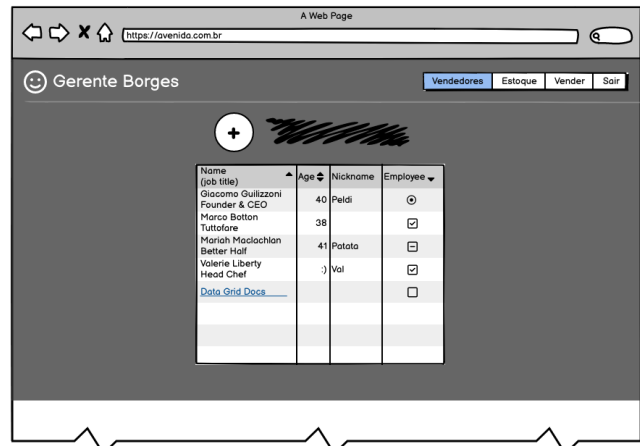 A Web Page
https://avenida.com.br
Gerente Borges
Vendedores Estoque Vender Sair
+
Name
(job title) Age Nickname Employee
Giacomo Guilizzoni
Founder & CEO 40 Peldi
Marco Botton
Tuttofare 38
Mariah Maclachlan
Better Half 41 Patata
Valerie Liberty
Head Chef :) Val
Data Grid Docs